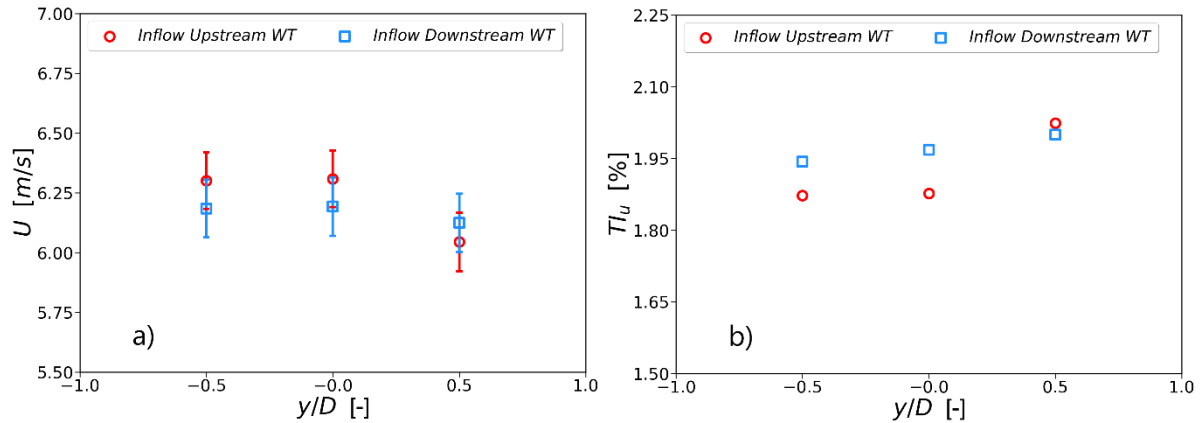 7.00
6.75
6.50
6.25
6.00
5.75
5.50
U [m/s]
Inflow Upstream WT
Inflow Downstream WT
a)
−1.0
−0.5
−0.0
0.5
1.0
y/D [-]
2.25
2.10
1.95
1.80
1.65
1.50
TIu [%]
Inflow Upstream WT
Inflow Downstream WT
b)
−1.0
−0.5
−0.0
0.5
1.0
y/D [-]